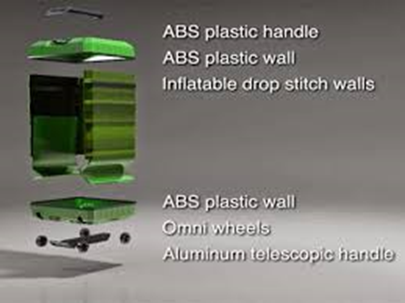 ABS plastic handle
ABS plastic wall
Inflatable drop stitch walls
ABS plastic wall
Omni wheels
Aluminum telescopic handle